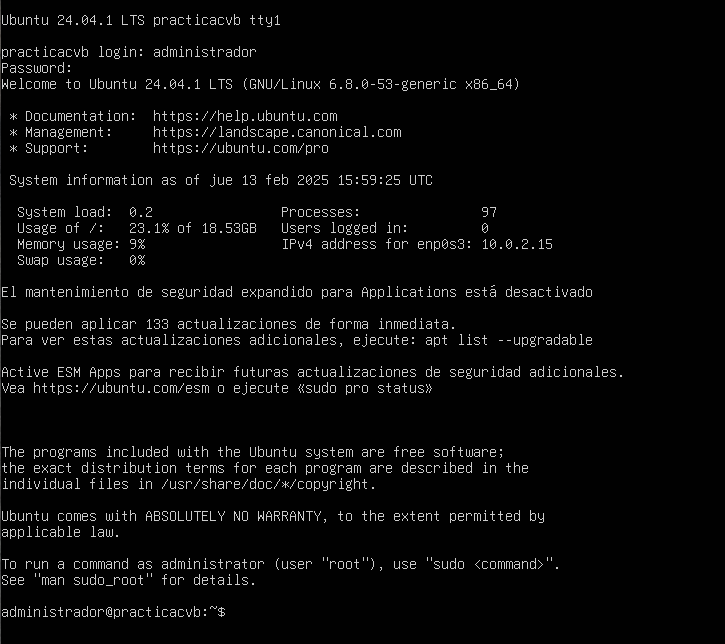 Ubuntu 24.04.1 LTS practicacvb tty1
practicacvb login: administrador
Password:
Welcome to Ubuntu 24.04.1 LTS (GNU/Linux 6.8.0-53-generic x86_64)
* Documentation: https://help.ubuntu.com
* Management: https://landscape.canonical.com
* Support: https://ubuntu.com/pro
System information as of jue 13 feb 2025 15:59:25 UTC
System load: 0.2 Processes: 97
Usage of /: 23.1% of 18.53GB Users logged in: 0
Memory usage: 9% IPv4 address for enp0s3: 10.0.2.15
Swap usage: 0%
El mantenimiento de seguridad expandido para Applications está desactivado
Se pueden aplicar 133 actualizaciones de forma inmediata.
Para ver estas actualizaciones adicionales, ejecute: apt list --upgradable
Active ESM Apps para recibir futuras actualizaciones de seguridad adicionales.
Vea https://ubuntu.com/esm o ejecute «sudo pro status»
The programs included with the Ubuntu system are free software;
the exact distribution terms for each program are described in the
individual files in /usr/share/doc/*/copyright.
Ubuntu comes with ABSOLUTELY NO WARRANTY, to the extent permitted by
applicable law.
To run a command as administrator (user "root"), use "sudo <command>".
See "man sudo_root" for details.
administrador@practicacvb:~$